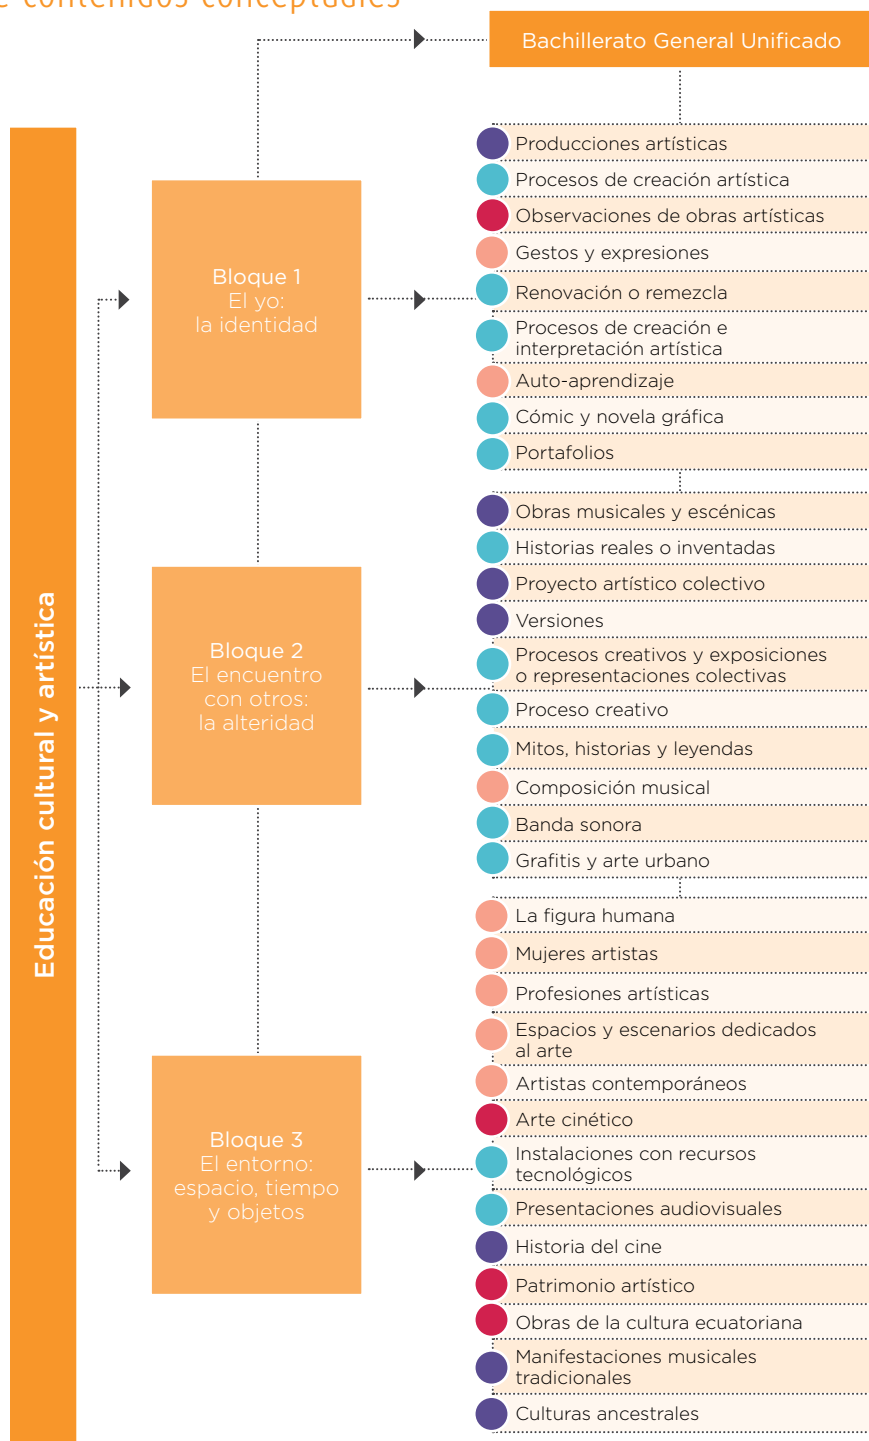 contenidos conceptuales
Bachillerato General Unificado
Educación cultural y artística
Bloque 1
El yo:
la identidad
Producciones artísticas
Procesos de creación artística
Observaciones de obras artísticas
Gestos y expresiones
Renovación o remezcla
Procesos de creación e
interpretación artística
Auto-aprendizaje
Cómic y novela gráfica
Portafolios
Bloque 2
El encuentro
con otros:
la alteridad
Obras musicales y escénicas
Historias reales o inventadas
Proyecto artístico colectivo
Versiones
Procesos creativos y exposiciones
o representaciones colectivas
Proceso creativo
Mitos, historias y leyendas
Composición musical
Banda sonora
Grafitis y arte urbano
Bloque 3
El entorno:
espacio, tiempo
y objetos
La figura humana
Mujeres artistas
Profesiones artísticas
Espacios y escenarios dedicados
al arte
Artistas contemporáneos
Arte cinético
Instalaciones con recursos
tecnológicos
Presentaciones audiovisuales
Historia del cine
Patrimonio artístico
Obras de la cultura ecuatoriana
Manifestaciones musicales
tradicionales
Culturas ancestrales